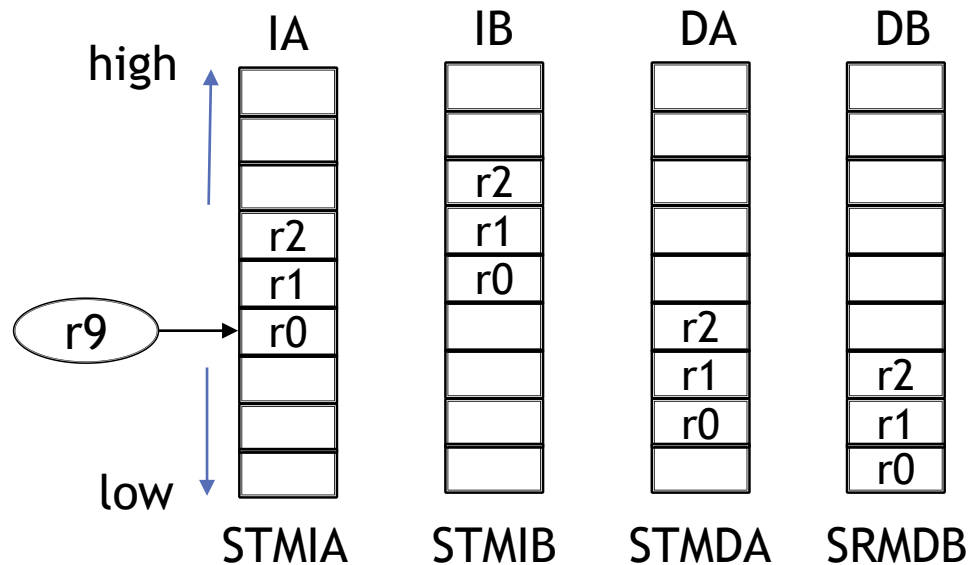 IA IB DA DB
high
r2
r2 r1
r1 r0
r9 r0 r2
r1 r2
r0 r1
low r0
STMIA STMIB STMDA SRMDB